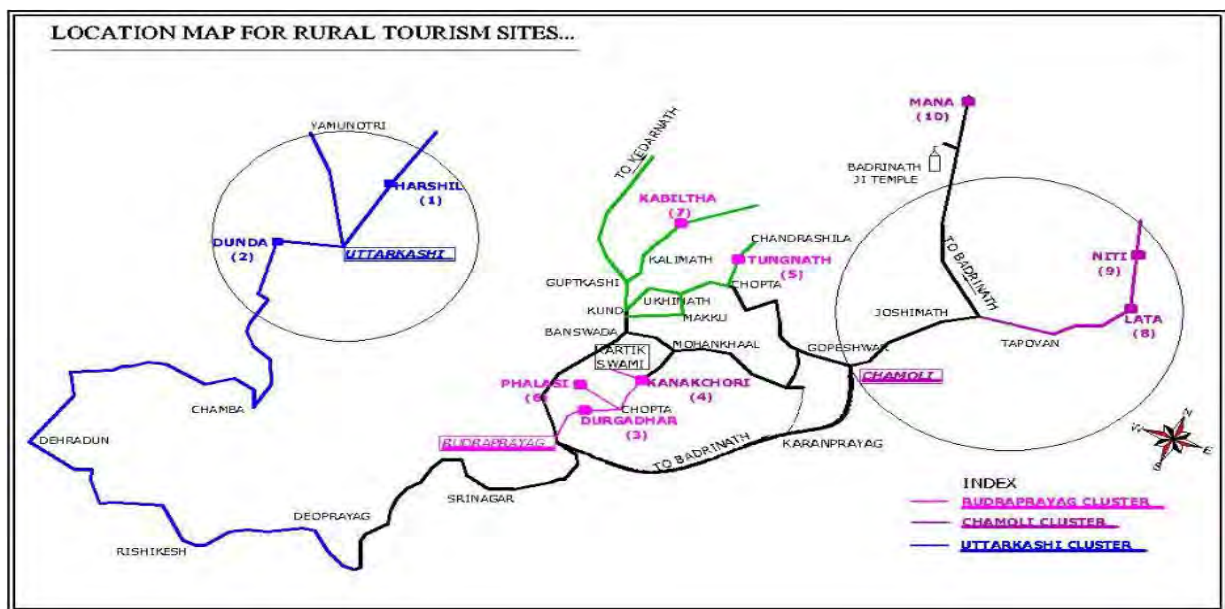 LOCATION MAP FOR RURAL TOURISM SITES...
YAMUNOTRI
HARSHIL
(1)
DUNDA
(2)
UTTARKASHI
CHAMBA
DEHRADUN
RISHIKESH
DEOPRAYAG
SRINAGAR
TO KEDARNATH
KABILTHA
(7)
KALIMATH
GUPTKASHI
CHANDRASHILA
TUNGNATH
(5)
CHOPTA
UKHIMATH
KUND
MAKKU
BANSWADA
MOHANKHAAL
KARTIK
SWAMI
PHALASI
(6)
KANAKCHORI
(4)
CHOPTA
DURGADHAR
(3)
RUDRAPRAYAG
TO BADRINATH
KARANPRAYAG
GOPESHWAR
CHAMOLI
MANA
(10)
BADRINATH
JI TEMPLE
TO BADRINATH
JOSHIMATH
TAPOVAN
NITI
(9)
LATA
(8)
N
W
E
S
INDEX
RUDRAPRAYAG CLUSTER
CHAMOLI CLUSTER
UTTARKASHI CLUSTER